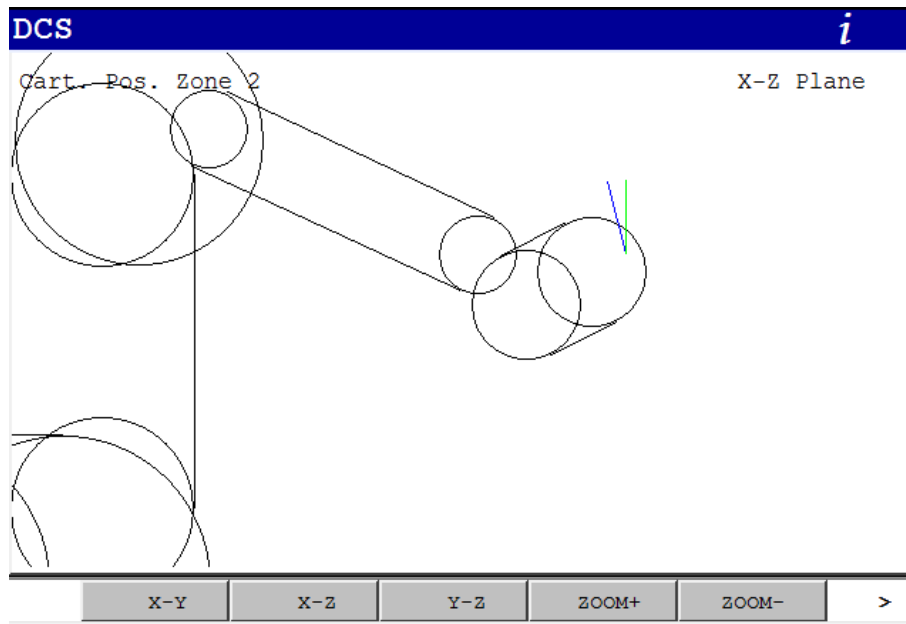 DCS i
Cart. Pos. Zone 2 X-Z Plane
X-Y X-Z Y-Z ZOOM+ ZOOM- >